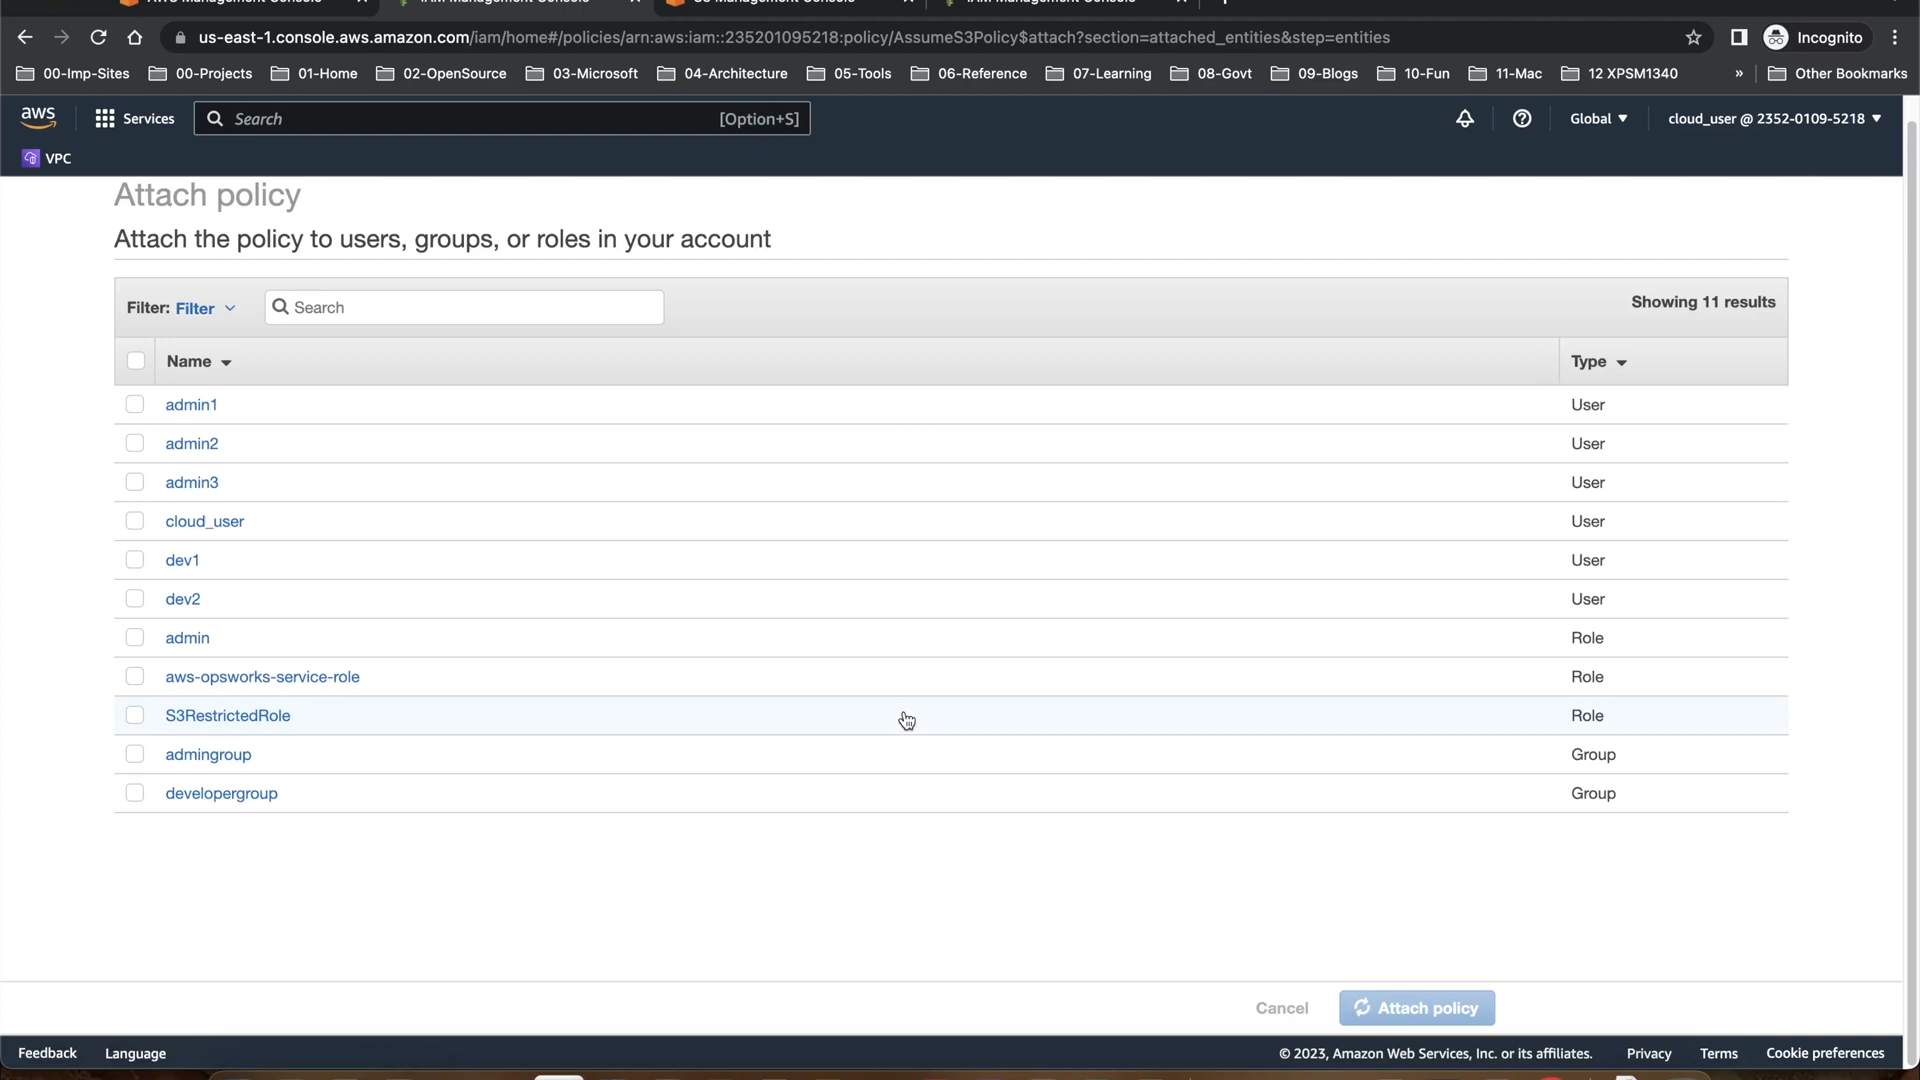 us-east-1.console.aws.amazon.com/iam/home#/policies/arn:aws:iam::235201095218:policy/AssumeS3Policy$attach?section=attached_entities&step=entities
Incognito
00-Imp-Sites 00-Projects 01-Home 02-OpenSource 03-Microsoft 04-Architecture 05-Tools 06-Reference 07-Learning 08-Govt 09-Blogs 10-Fun 11-Mac 12 XPSM1340 » Other Bookmarks
aws Services Search [Option+S] Global cloud_user @ 2352-0109-5218
VPC
Attach policy
Attach the policy to users, groups, or roles in your account
Filter: Filter Search Showing 11 results
Name Type
admin1 User
admin2 User
admin3 User
cloud_user User
dev1 User
dev2 User
admin Role
aws-opsworks-service-role Role
S3RestrictedRole Role
admingroup Group
developergroup Group
Cancel Attach policy
Feedback Language © 2023, Amazon Web Services, Inc. or its affiliates. Privacy Terms Cookie preferences